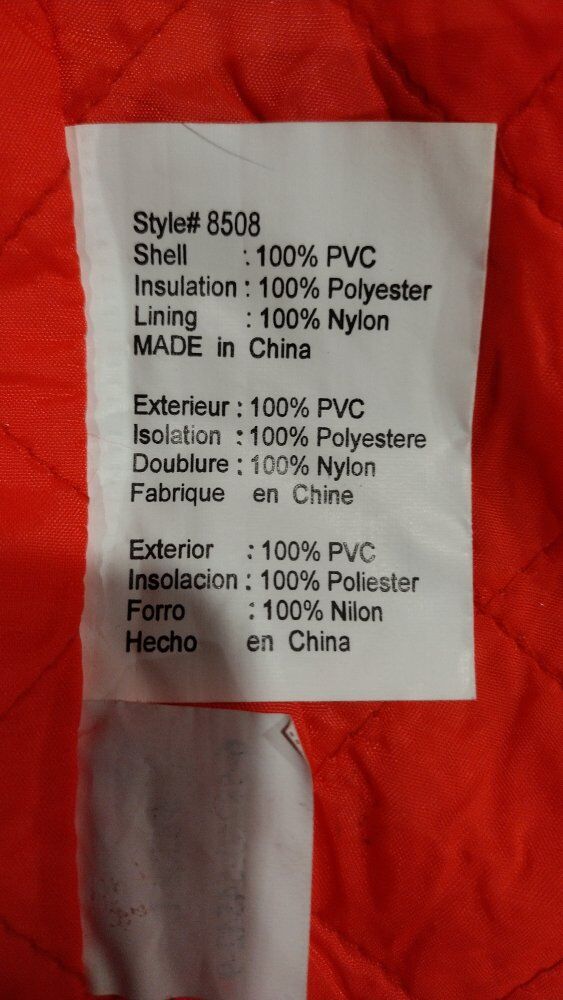 Style# 8508
Shell : 100% PVC
Insulation : 100% Polyester
Lining : 100% Nylon
MADE in China
Exterieur : 100% PVC
Isolation : 100% Polyestere
Doublure : 100% Nylon
Fabrique en Chine
Exterior : 100% PVC
Insolacion : 100% Poliester
Forro : 100% Nilon
Hecho en China